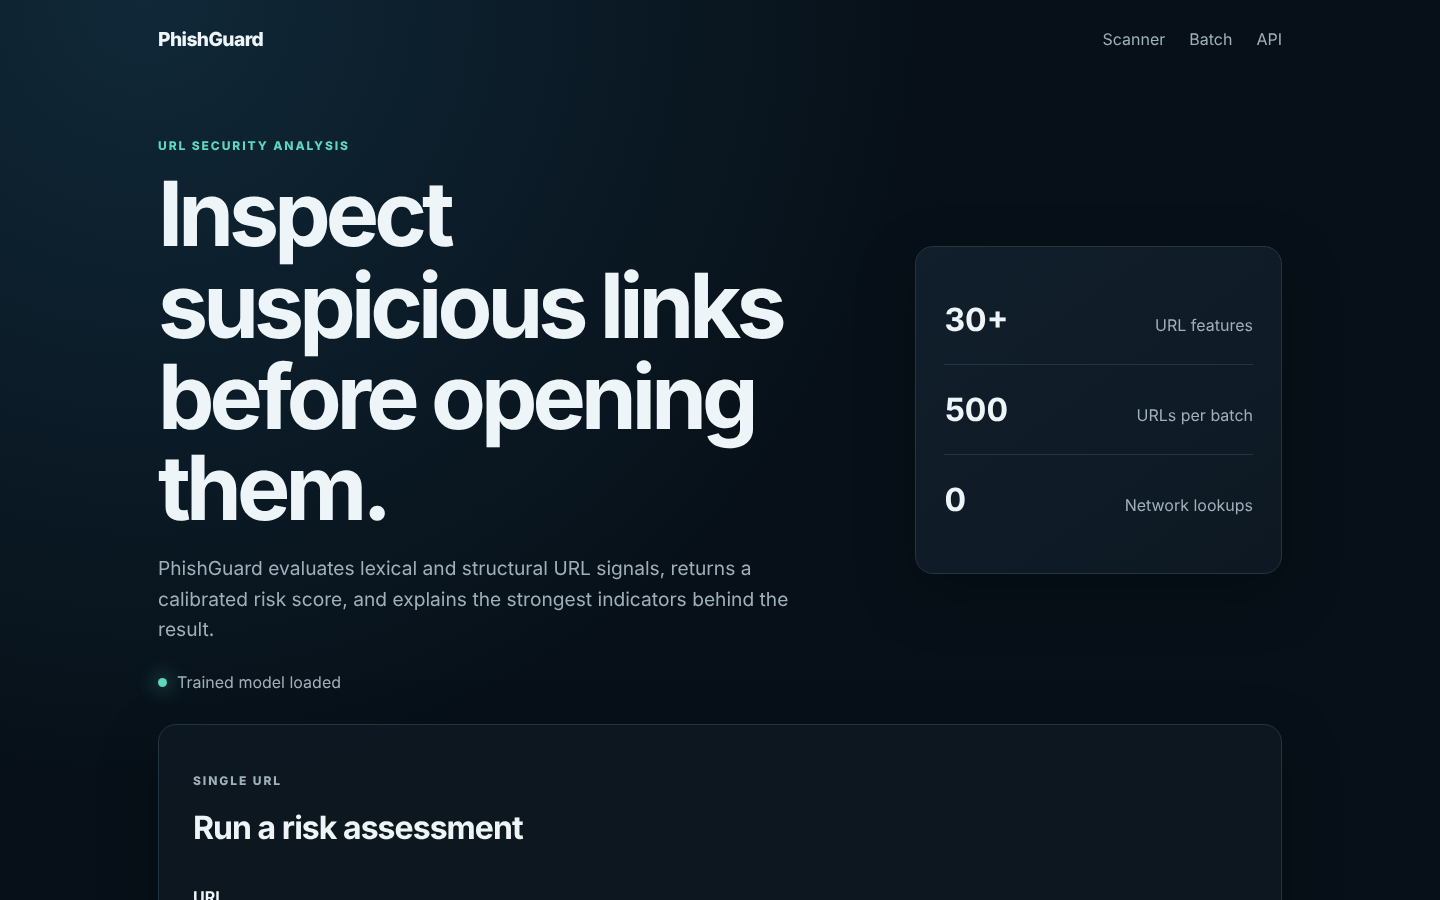 PhishGuard
Scanner Batch API
URL SECURITY ANALYSIS
Inspect
suspicious links
before opening
them.
PhishGuard evaluates lexical and structural URL signals, returns a
calibrated risk score, and explains the strongest indicators behind the
result.
Trained model loaded
30+ URL features
500 URLs per batch
0 Network lookups
SINGLE URL
Run a risk assessment
URL